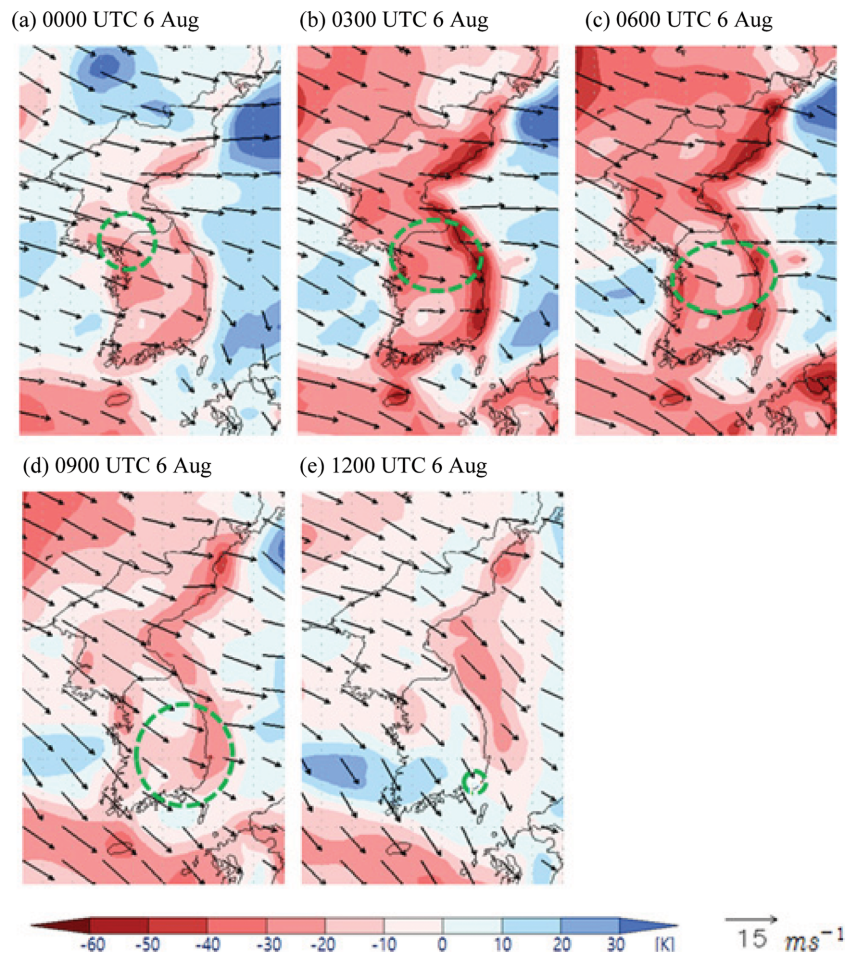 (a) 0000 UTC 6 Aug
(b) 0300 UTC 6 Aug
(c) 0600 UTC 6 Aug
(d) 0900 UTC 6 Aug
(e) 1200 UTC 6 Aug
-60 -50 -40 -30 -20 -10 0 10 20 30 [K]
15 ms⁻¹